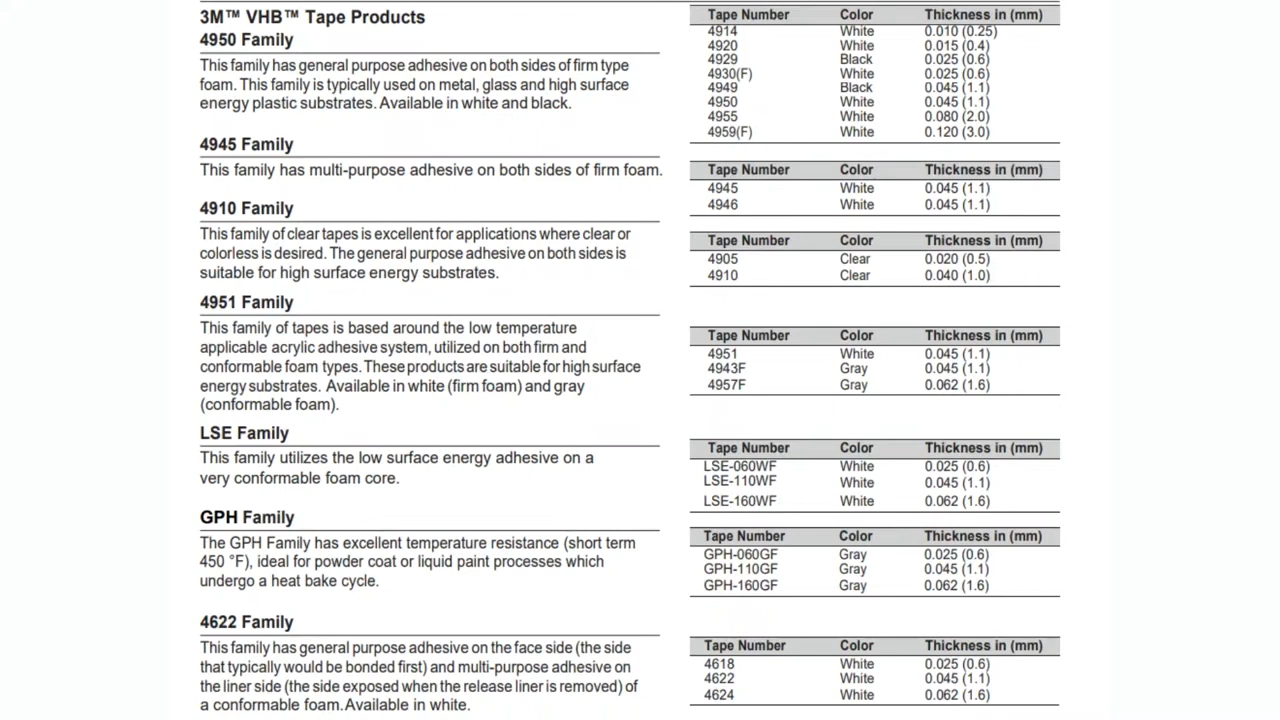 3M™ VHB™ Tape Products
4950 Family
This family has general purpose adhesive on both sides of firm type
foam. This family is typically used on metal, glass and high surface
energy plastic substrates. Available in white and black.
Tape Number Color Thickness in (mm)
4914 White 0.010 (0.25)
4920 White 0.015 (0.4)
4929 Black 0.025 (0.6)
4930(F) White 0.025 (0.6)
4949 Black 0.045 (1.1)
4950 White 0.045 (1.1)
4955 White 0.080 (2.0)
4959(F) White 0.120 (3.0)
4945 Family
This family has multi-purpose adhesive on both sides of firm foam.
Tape Number Color Thickness in (mm)
4945 White 0.045 (1.1)
4946 White 0.045 (1.1)
4910 Family
This family of clear tapes is excellent for applications where clear or
colorless is desired. The general purpose adhesive on both sides is
suitable for high surface energy substrates.
Tape Number Color Thickness in (mm)
4905 Clear 0.020 (0.5)
4910 Clear 0.040 (1.0)
4951 Family
This family of tapes is based around the low temperature
applicable acrylic adhesive system, utilized on both firm and
conformable foam types. These products are suitable for high surface
energy substrates. Available in white (firm foam) and gray
(conformable foam).
Tape Number Color Thickness in (mm)
4951 White 0.045 (1.1)
4943F Gray 0.045 (1.1)
4957F Gray 0.062 (1.6)
LSE Family
This family utilizes the low surface energy adhesive on a
very conformable foam core.
Tape Number Color Thickness in (mm)
LSE-060WF White 0.025 (0.6)
LSE-110WF White 0.045 (1.1)
LSE-160WF White 0.062 (1.6)
GPH Family
The GPH Family has excellent temperature resistance (short term
450 °F), ideal for powder coat or liquid paint processes which
undergo a heat bake cycle.
Tape Number Color Thickness in (mm)
GPH-060GF Gray 0.025 (0.6)
GPH-110GF Gray 0.045 (1.1)
GPH-160GF Gray 0.062 (1.6)
4622 Family
This family has general purpose adhesive on the face side (the side
that typically would be bonded first) and multi-purpose adhesive on
the liner side (the side exposed when the release liner is removed) of
a conformable foam. Available in white.
Tape Number Color Thickness in (mm)
4618 White 0.025 (0.6)
4622 White 0.045 (1.1)
4624 White 0.062 (1.6)